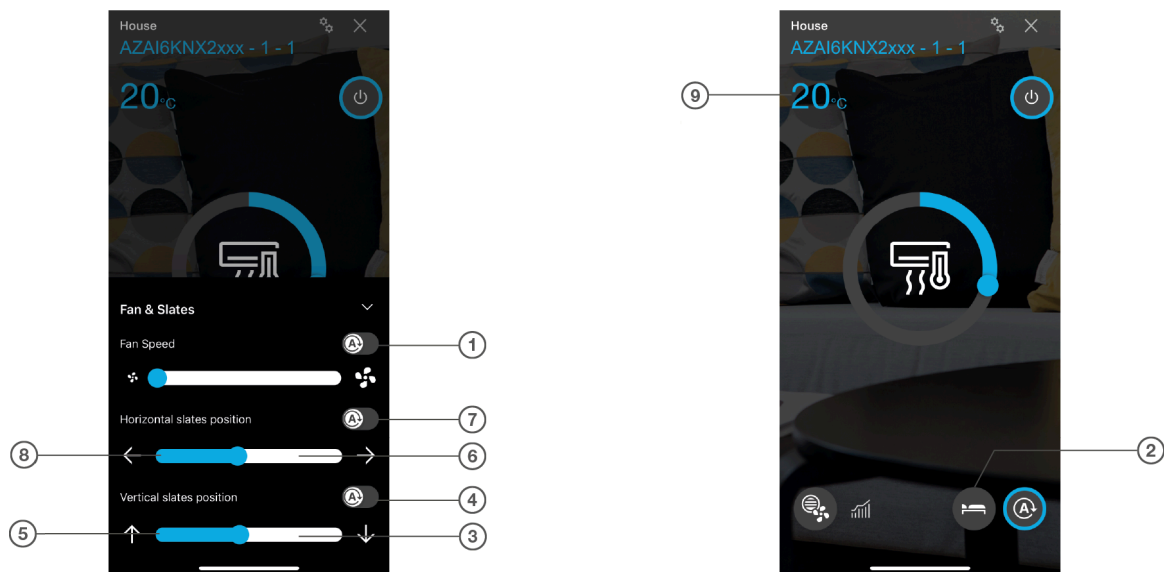 House
AZAI6KNX2xxx - 1 - 1
20°C
Fan & Slates
Fan Speed
A
1
Horizontal slates position
A
7
8
6
Vertical slates position
A
4
5
3
House
AZAI6KNX2xxx - 1 - 1
9
20°C
2
A